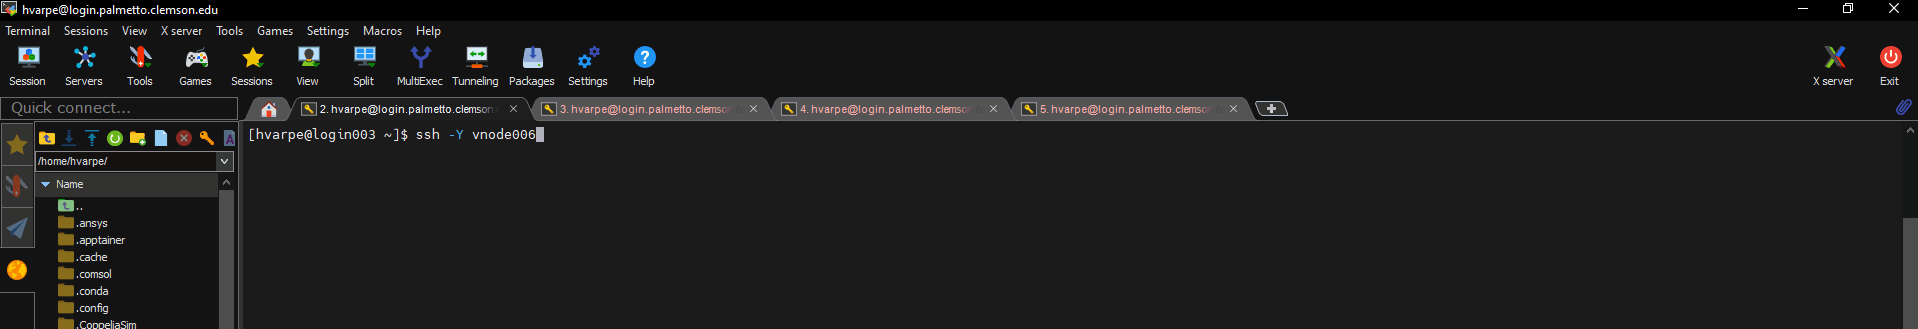 hvarpe@login.palmetto.clemson.edu
Terminal Sessions View X server Tools Games Settings Macros Help
Session Servers Tools Games Sessions View Split MultiExec Tunneling Packages Settings Help X server Exit
Quick connect...
2. hvarpe@login.palmetto.clemson
3. hvarpe@login.palmetto.clemson
4. hvarpe@login.palmetto.clemson
5. hvarpe@login.palmetto.clemson
[hvarpe@login003 ~]$ ssh -Y vnode006
/home/hvarpe/
Name
..
.ansys
.apptainer
.cache
.comsol
.conda
.config
.CoppeliaSim